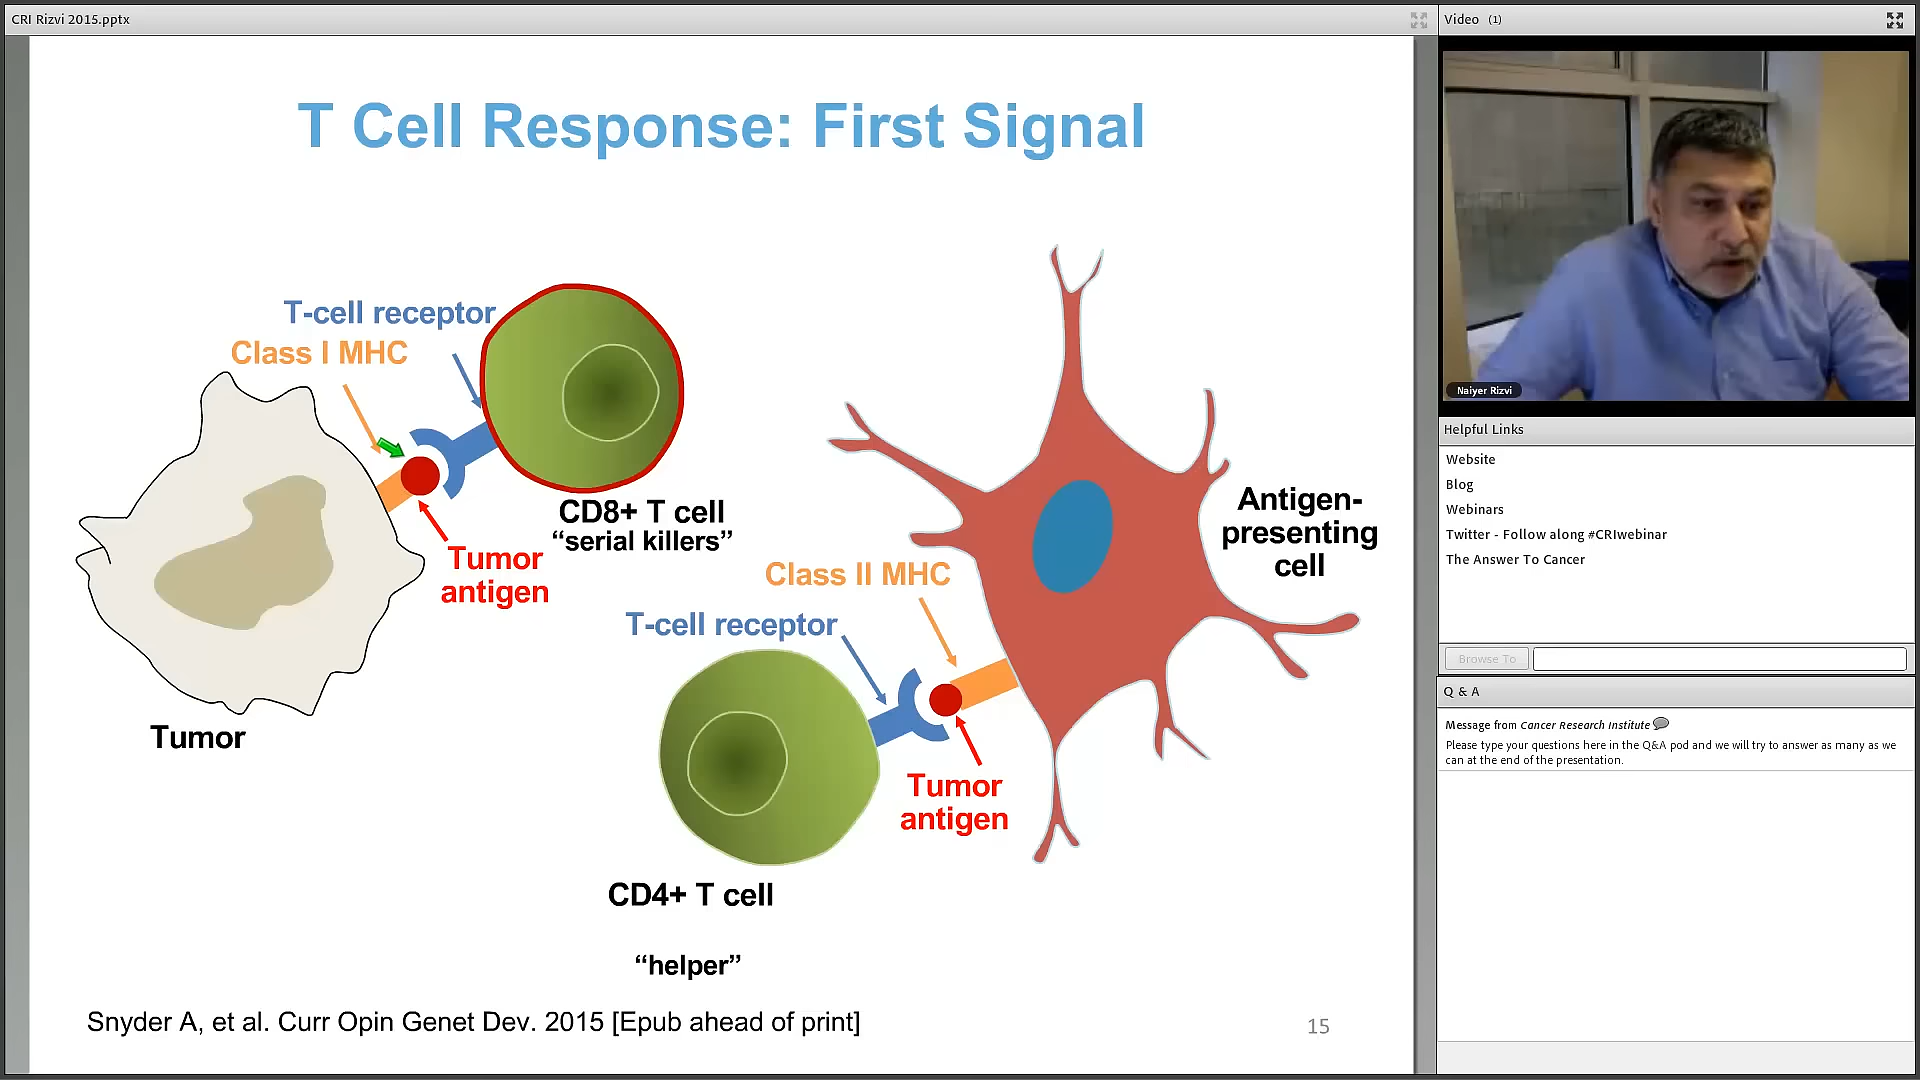 CRI Rizvi 2015.pptx
T Cell Response: First Signal
T-cell receptor
Class I MHC
CD8+ T cell
“serial killers”
Tumor
antigen
Tumor
Antigen-
presenting
cell
Class II MHC
T-cell receptor
Tumor
antigen
CD4+ T cell
“helper”
Snyder A, et al. Curr Opin Genet Dev. 2015 [Epub ahead of print]
15
Video (1)
Naiyer Rizvi
Helpful Links
Website
Blog
Webinars
Twitter - Follow along #CRIwebinar
The Answer To Cancer
Browse To
Q & A
Message from Cancer Research Institute
Please type your questions here in the Q&A pod and we will try to answer as many as we
can at the end of the presentation.